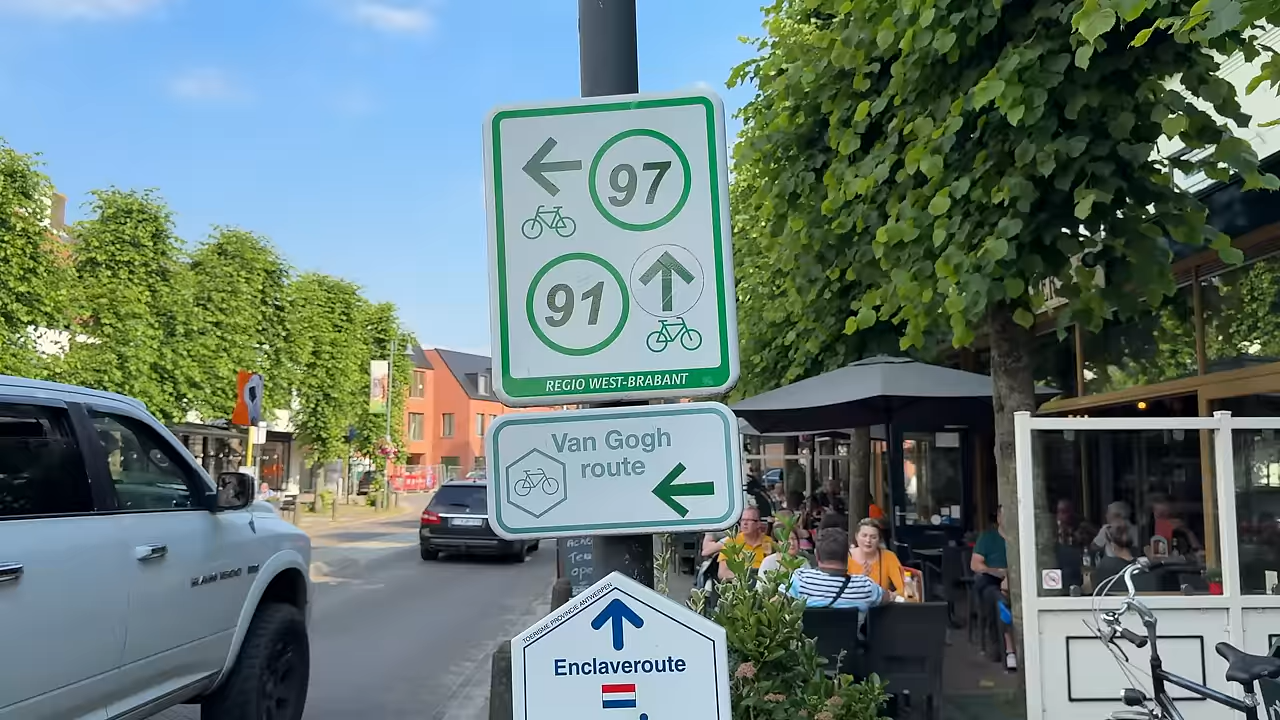 97
91
REGIO WEST-BRABANT
Van Gogh
route
TOERISME PROVINCIE ANTWERPEN
Enclaveroute
RAM 1500